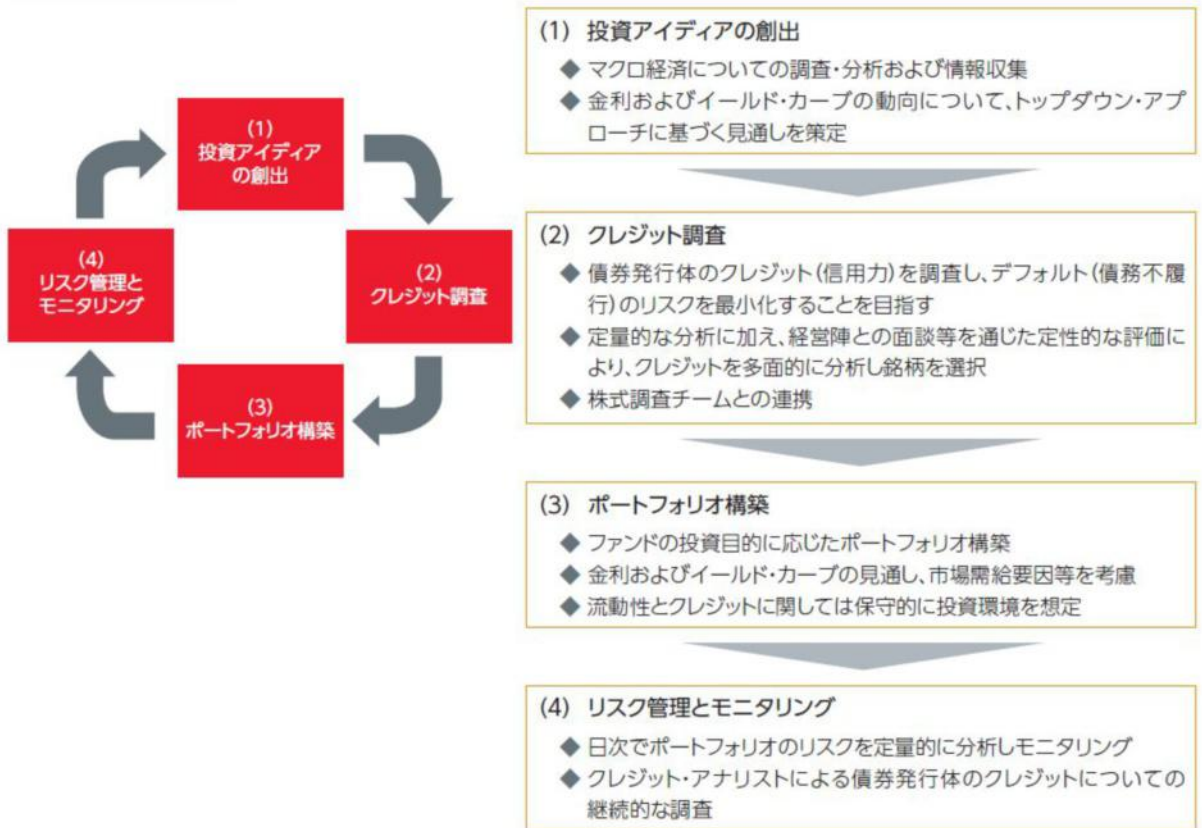 (1)
投資アイディア
の創出
(2)
クレジット調査
(3)
ポートフォリオ構築
(4)
リスク管理と
モニタリング
(1) 投資アイディアの創出
◆ マクロ経済についての調査・分析および情報収集
◆ 金利およびイールド・カーブの動向について、トップダウン・アプ
ローチに基づく見通しを策定
(2) クレジット調査
◆ 債券発行体のクレジット(信用力)を調査し、デフォルト(債務不履
行)のリスクを最小化することを目指す
◆ 定量的な分析に加え、経営陣との面談等を通じた定性的な評価に
より、クレジットを多面的に分析し銘柄を選択
◆ 株式調査チームとの連携
(3) ポートフォリオ構築
◆ ファンドの投資目的に応じたポートフォリオ構築
◆ 金利およびイールド・カーブの見通し、市場需給要因等を考慮
◆ 流動性とクレジットに関しては保守的に投資環境を想定
(4) リスク管理とモニタリング
◆ 日次でポートフォリオのリスクを定量的に分析しモニタリング
◆ クレジット・アナリストによる債券発行体のクレジットについての
継続的な調査